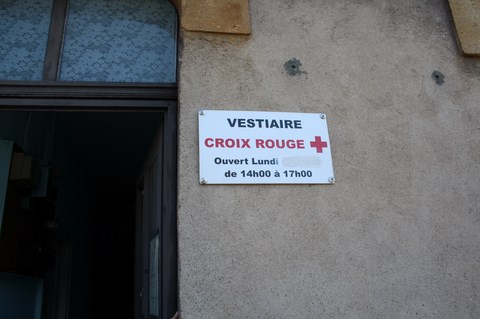 VESTIAIRE
CROIX ROUGE
Ouvert Lundi
de 14h00 à 17h00